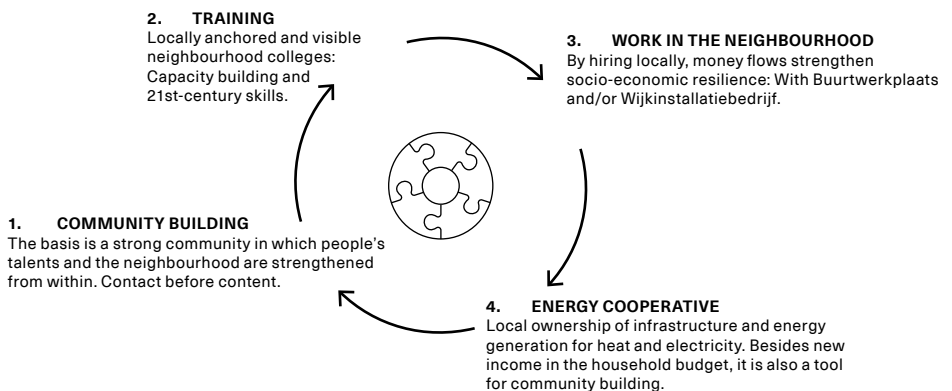 1. COMMUNITY BUILDING
The basis is a strong community in which people's
talents and the neighbourhood are strengthened
from within. Contact before content.
2. TRAINING
Locally anchored and visible
neighbourhood colleges:
Capacity building and
21st-century skills.
3. WORK IN THE NEIGHBOURHOOD
By hiring locally, money flows strengthen
socio-economic resilience: With Buurtwerkplaats
and/or Wijkinstallatiebedrijf.
4. ENERGY COOPERATIVE
Local ownership of infrastructure and energy
generation for heat and electricity. Besides new
income in the household budget, it is also a tool
for community building.